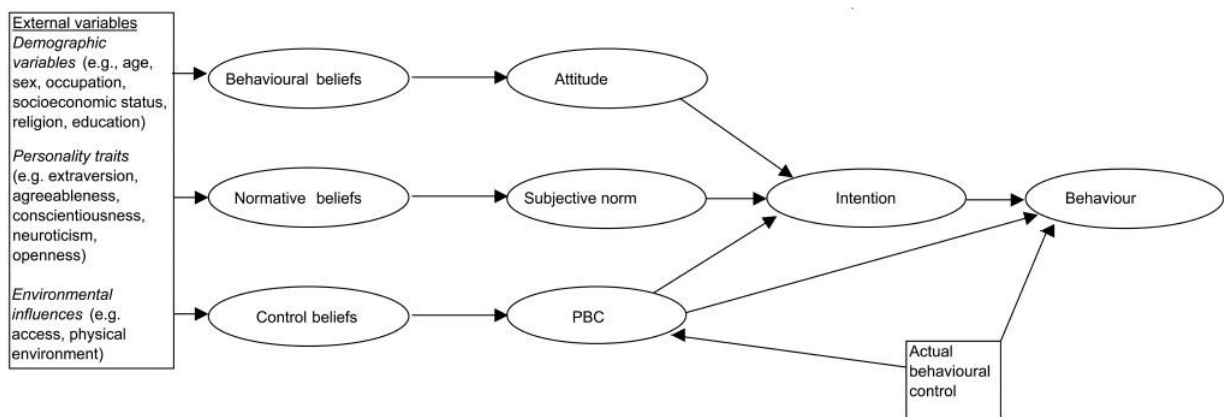 External variables
Demographic
variables (e.g., age,
sex, occupation,
socioeconomic status,
religion, education)
Personality traits
(e.g. extraversion,
agreeableness,
conscientiousness,
neuroticism,
openness)
Environmental
influences (e.g.
access, physical
environment)
Behavioural beliefs
Attitude
Normative beliefs
Subjective norm
Intention
Behaviour
Control beliefs
PBC
Actual
behavioural
control